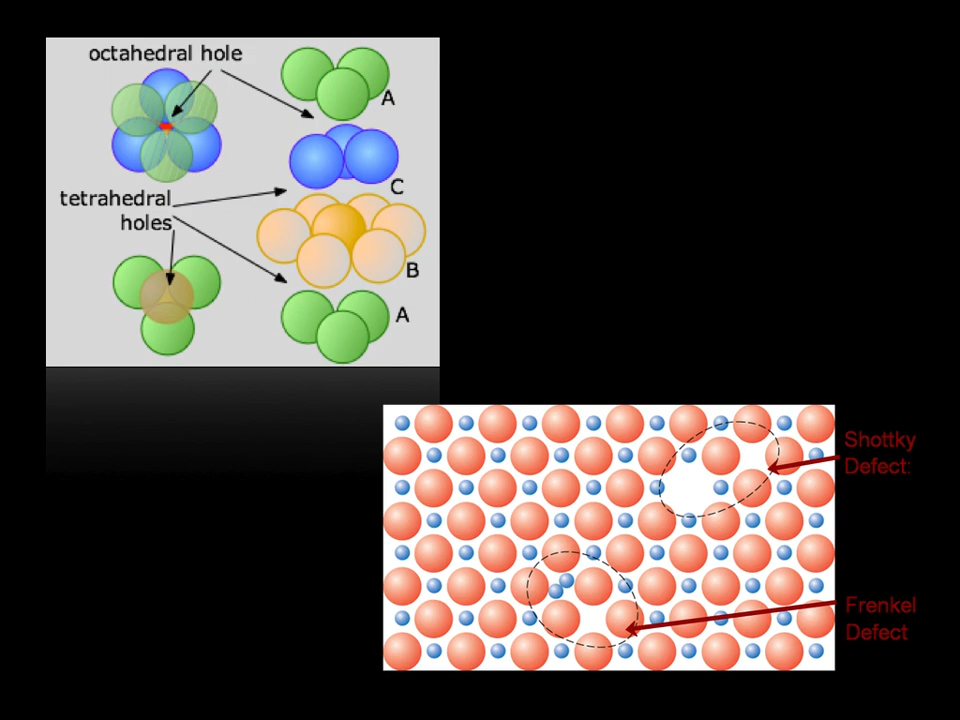 octahedral hole
A
C
tetrahedral
holes
B
A
Shottky
Defect:
Frenkel
Defect